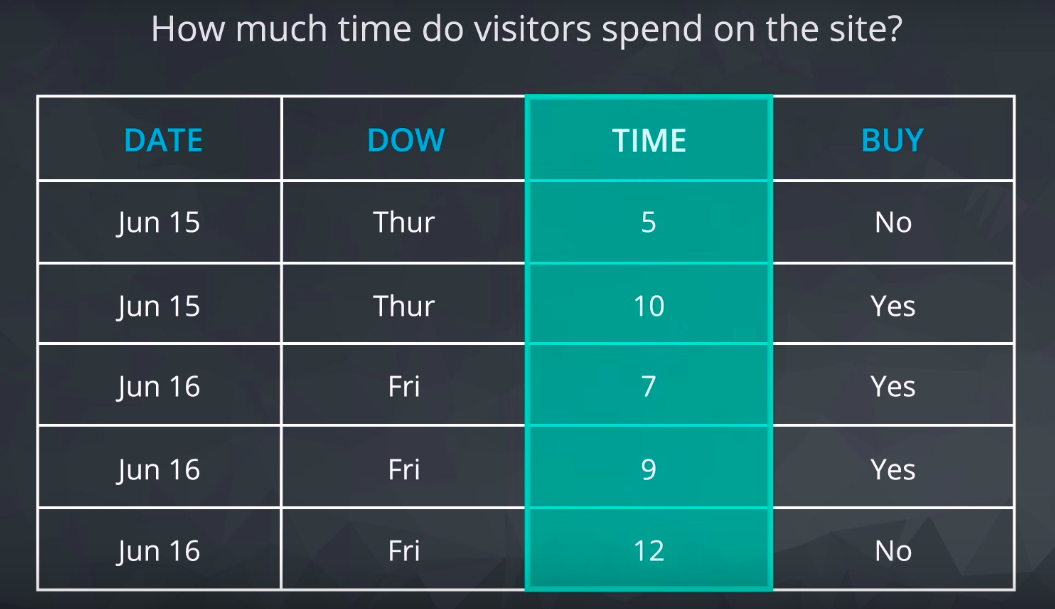 How much time do visitors spend on the site?
DATE DOW TIME BUY
Jun 15 Thur 5 No
Jun 15 Thur 10 Yes
Jun 16 Fri 7 Yes
Jun 16 Fri 9 Yes
Jun 16 Fri 12 No